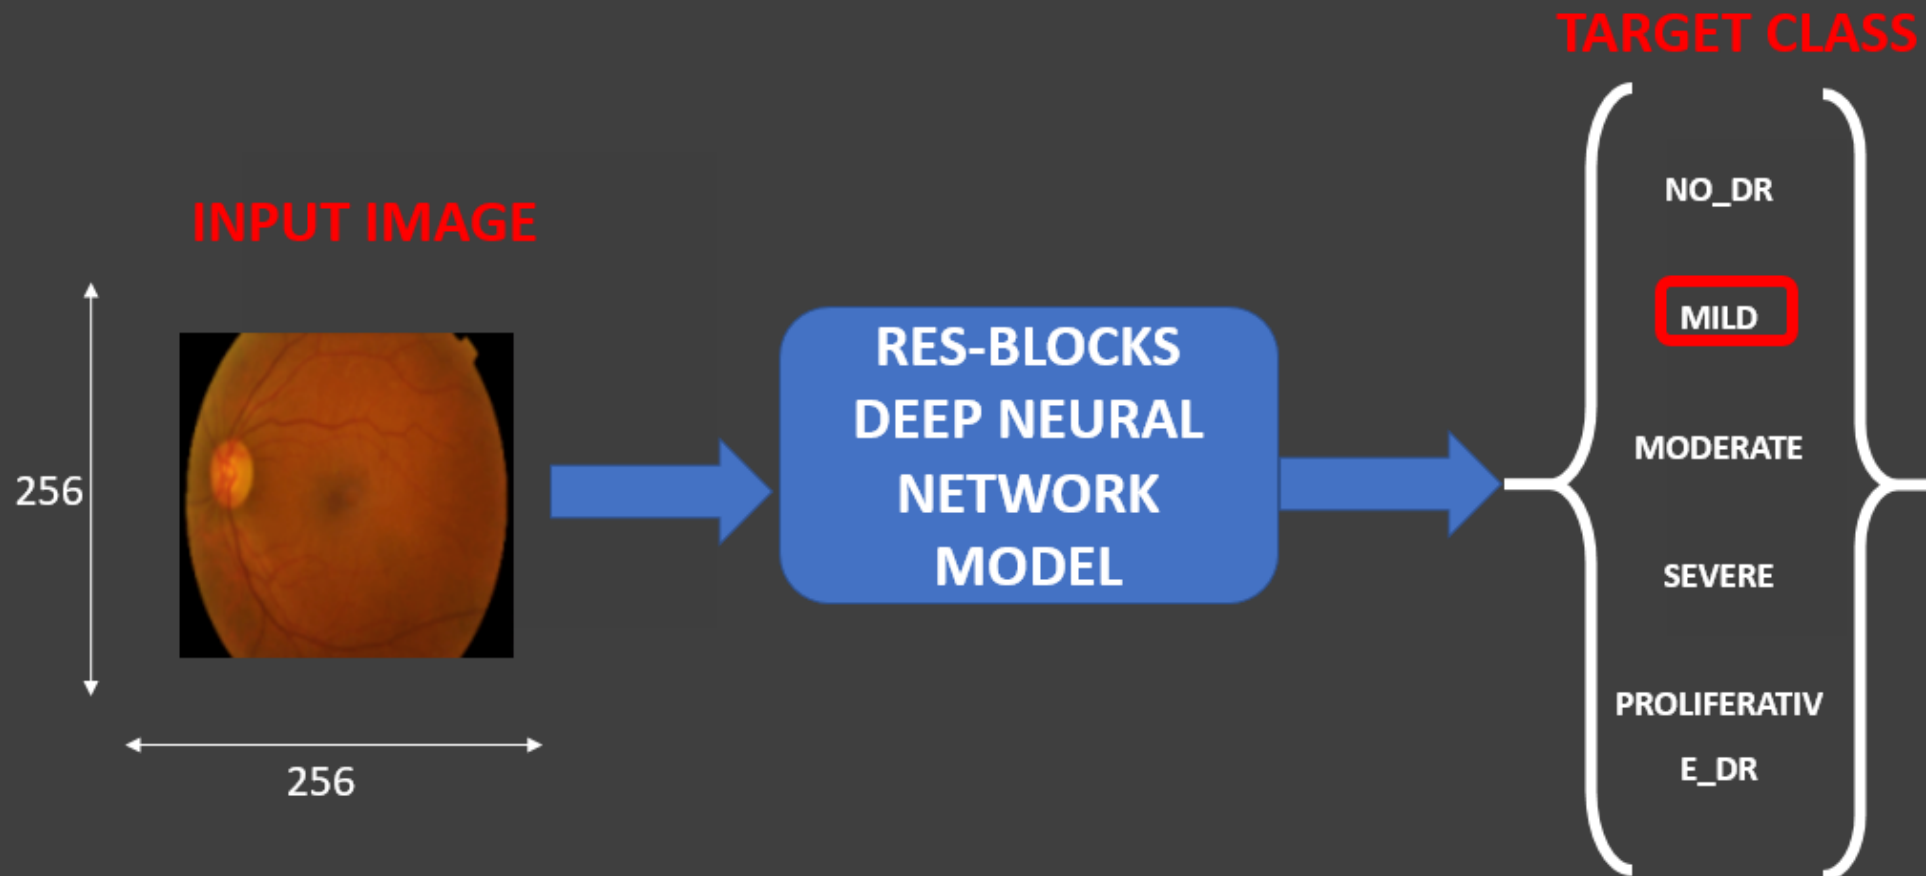 TARGET CLASS
INPUT IMAGE
256
256
RES-BLOCKS
DEEP NEURAL
NETWORK
MODEL
NO_DR
MILD
MODERATE
SEVERE
PROLIFERATIV
E_DR